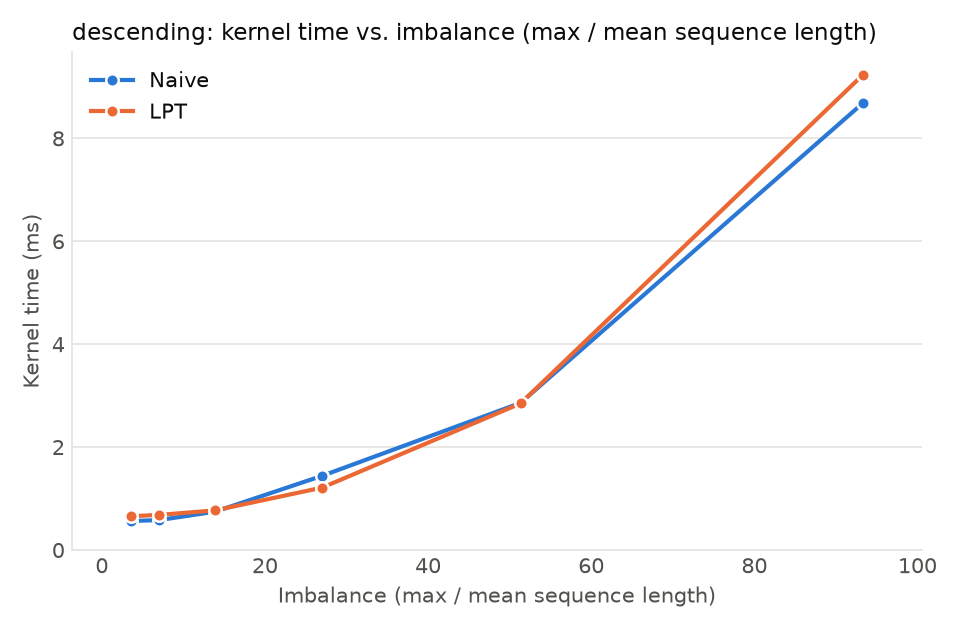 descending: kernel time vs. imbalance (max / mean sequence length)
Naive
LPT
Kernel time (ms)
8
6
4
2
0
0 20 40 60 80 100
Imbalance (max / mean sequence length)